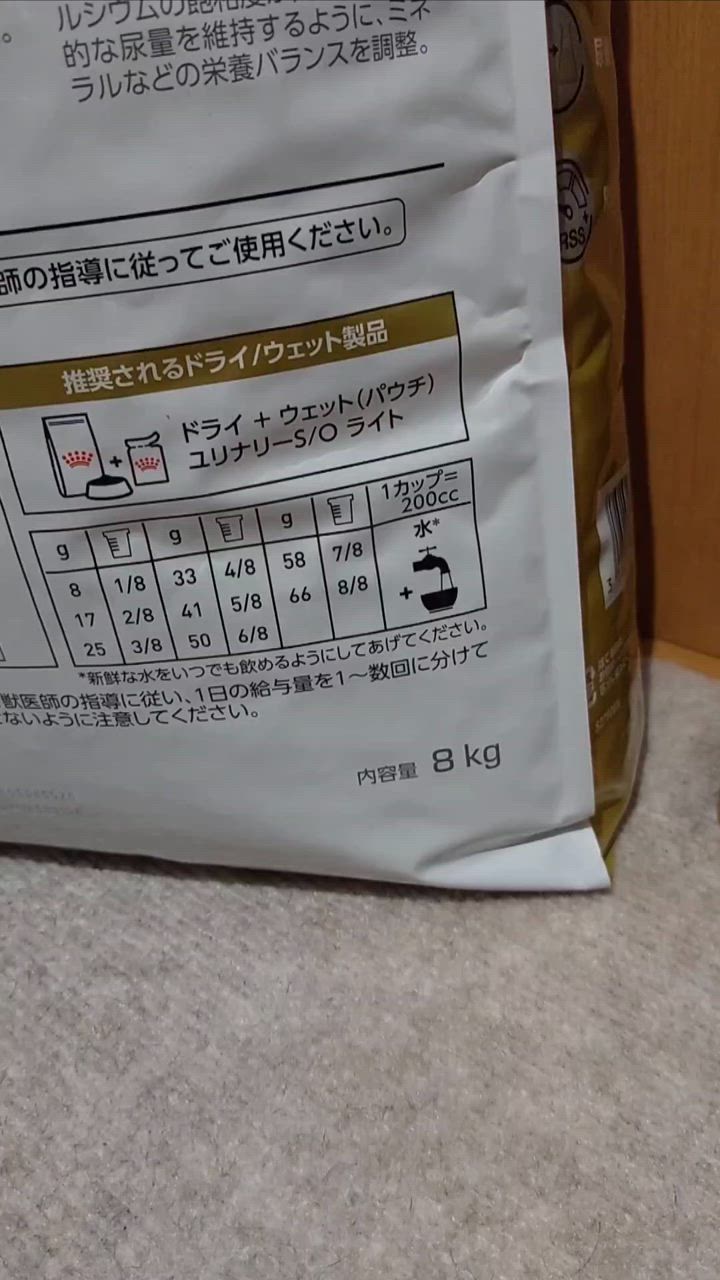 的な尿量を維持するように、ミネ
ラルなどの栄養バランスを調整。
師の指導に従ってご使用ください。
推奨されるドライ/ウェット製品
ドライ + ウェット(パウチ)
ユリナリーS/O ライト
g g g 1カップ=
200cc
8 1/8 33 4/8 58 7/8 水*
17 2/8 41 5/8 66 8/8 +
25 3/8 50 6/8
*新鮮な水をいつでも飲めるようにしてあげてください。
獣医師の指導に従い、1日の給与量を1~数回に分けて
ないように注意してください。
内容量 8 kg
RSS